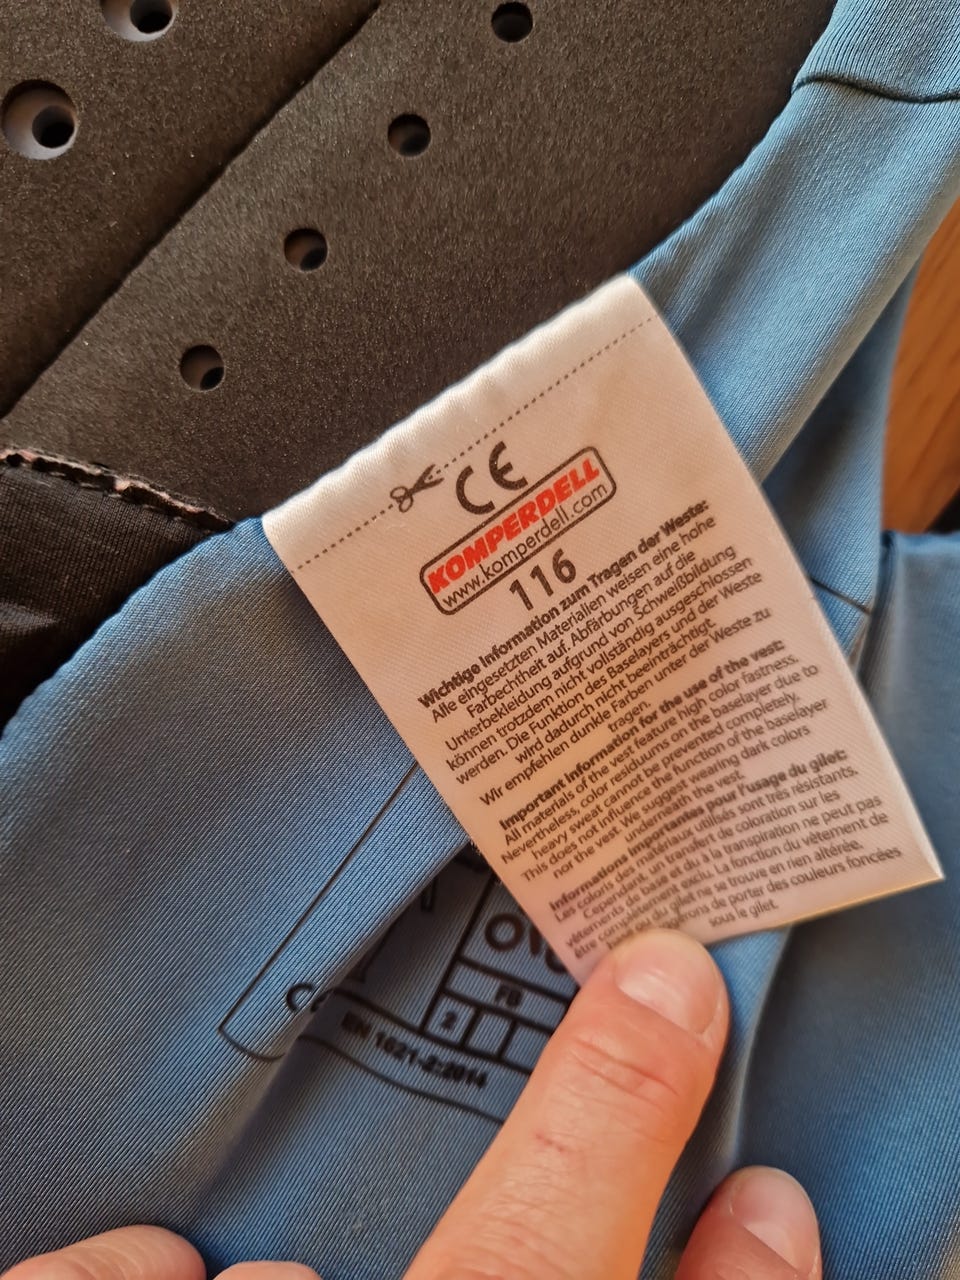 CE
KOMPERDELL
www.komperdell.com
116
Wichtige Information zum Tragen der Weste:
Alle eingesetzten Materialien weisen eine hohe
Farbechtheit auf. Abfärbungen auf die
Unterbekleidung aufgrund von Schweißbildung
können trotzdem nicht vollständig ausgeschlossen
werden. Die Funktion des Baselayers und der Weste
wird dadurch nicht beeinträchtigt.
Wir empfehlen dunkle Farben unter der Weste zu
tragen.
Important information for the use of the vest:
All materials of the vest feature high color fastness.
Nevertheless, color residuums on the baselayer due to
heavy sweat cannot be prevented completely.
This does not influence the function of the baselayer
nor the vest. We suggest wearing dark colors
underneath the vest.
Informations importantes pour l'usage du gilet:
Les coloris des matériaux utilisés sont trés résistants.
Cependant, un transfert de coloration sur les
vêtements de base et du à la transpiration ne peut pas
être complètement exclu. La fonction du vêtement de
base ou du gilet ne se trouve en rien altérée.
de porter des couleurs foncées
sous le gilet.
FB
2
EN 1621-2:2014